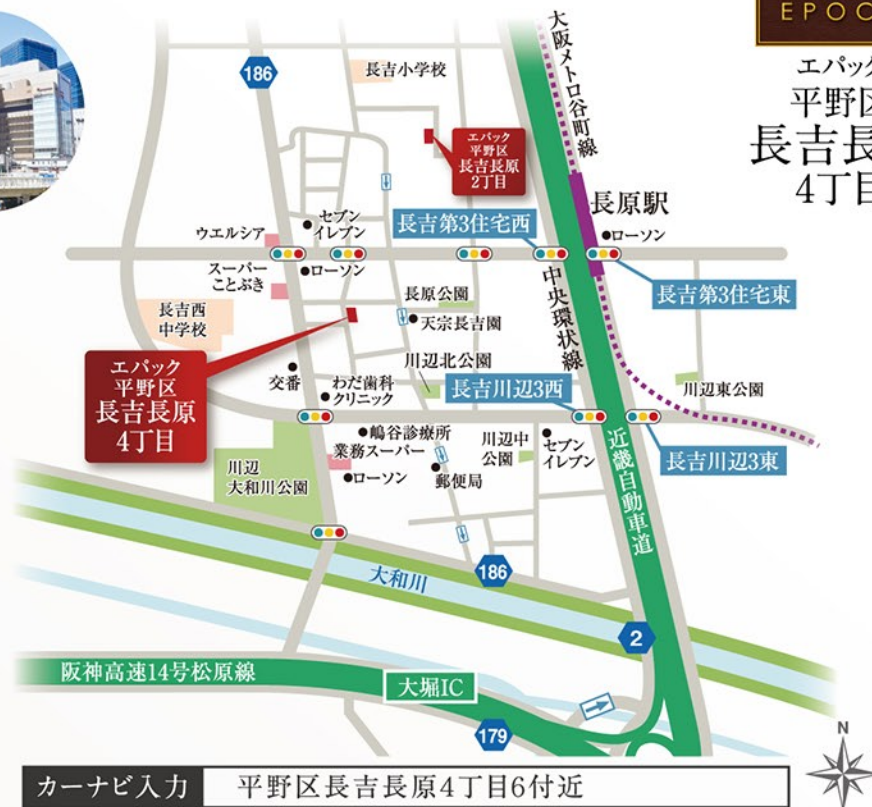 EPOC
エパック
平野区
長吉長
4丁目
大阪メトロ谷町線
186
長吉小学校
エパック
平野区
長吉長原
2丁目
長原駅
ローソン
セブン
イレブン
長吉第3住宅西
ウエルシア
ローソン
スーパー
ことぶき
中央環状線
長吉第3住宅東
長原公園
天宗長吉園
長吉西
中学校
エパック
平野区
長吉長原
4丁目
交番
わだ歯科
クリニック
川辺北公園
長吉川辺3西
川辺東公園
嶋谷診療所
業務スーパー
ローソン
郵便局
川辺中
公園
セブン
イレブン
長吉川辺3東
近畿自動車道
川辺
大和川公園
大和川
186
2
阪神高速14号松原線
大堀IC
179
N
カーナビ入力 平野区長吉長原4丁目6付近